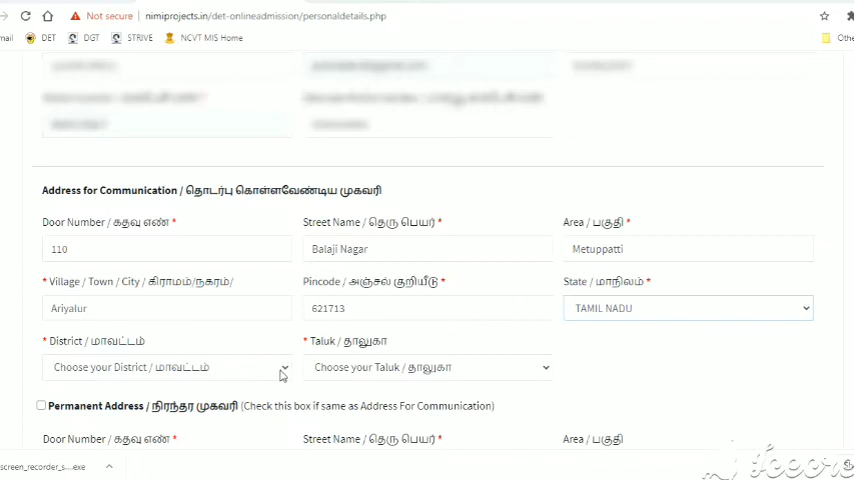 Not secure | nimiprojects.in/det-onlineadmission/personaldetails.php
mail DET DGT STRIVE NCVT MIS Home Othe
Address for Communication / தொடர்பு கொள்ளவேண்டிய முகவரி
Door Number / கதவு எண் * Street Name / தெரு பெயர் * Area / பகுதி *
110 Balaji Nagar Metuppatti
* Village / Town / City / கிராமம்/நகரம்/ Pincode / அஞ்சல் குறியீடு * State / மாநிலம் *
Ariyalur 621713 TAMIL NADU
* District / மாவட்டம் * Taluk / தாலுகா
Choose your District / மாவட்டம் Choose your Taluk / தாலுகா
Permanent Address / நிரந்தர முகவரி (Check this box if same as Address For Communication)
Door Number / கதவு எண் * Street Name / தெரு பெயர் * Area / பகுதி
screen_recorder_s....exe